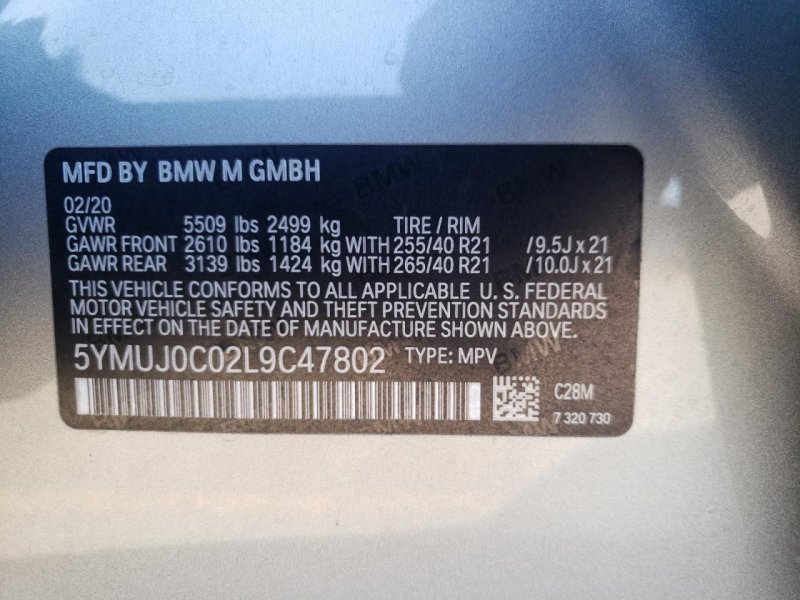 MFD BY BMW M GMBH
02/20
GVWR 5509 lbs 2499 kg TIRE / RIM
GAWR FRONT 2610 lbs 1184 kg WITH 255/40 R21 /9.5J x 21
GAWR REAR 3139 lbs 1424 kg WITH 265/40 R21 /10.0J x 21
THIS VEHICLE CONFORMS TO ALL APPLICABLE U. S. FEDERAL
MOTOR VEHICLE SAFETY AND THEFT PREVENTION STANDARDS
IN EFFECT ON THE DATE OF MANUFACTURE SHOWN ABOVE.
5YMUJ0C02L9C47802 TYPE: MPV
C28M
7 320 730